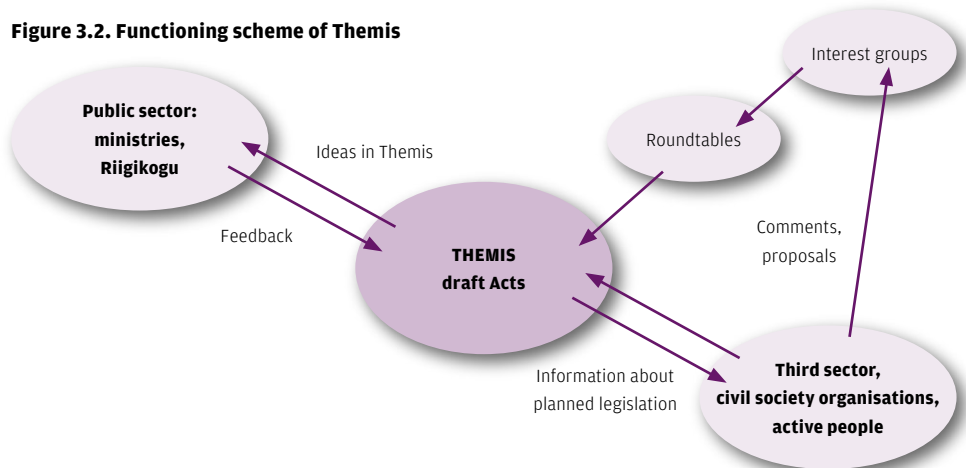 Figure 3.2. Functioning scheme of Themis
Interest groups
Public sector:
ministries,
Riigikogu
Roundtables
Ideas in Themis
Feedback
Comments,
proposals
THEMIS
draft Acts
Information about
planned legislation
Third sector,
civil society organisations,
active people